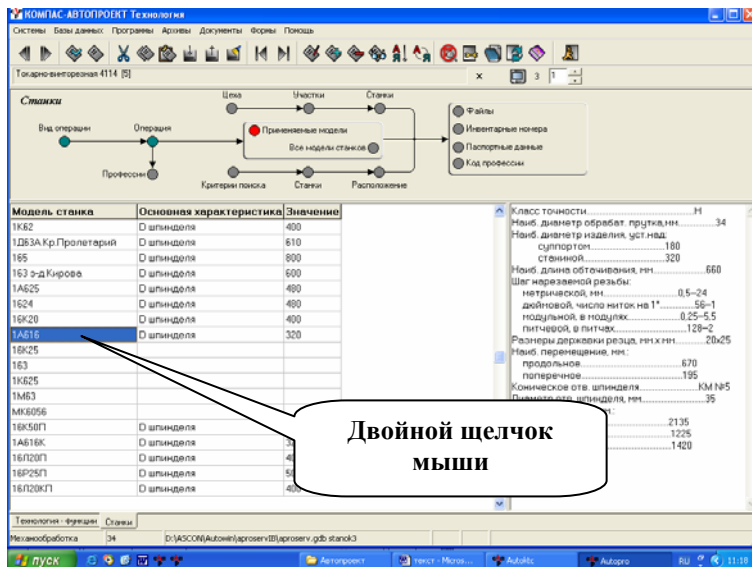 КОМПАС-АВТОПРОЕКТ Технология
Системы Базы данных Программы Архивы Документы Формы Помощь
Токарно-винторезная 4114 [5]
3 1
Станки
Цеха Участки Станки
Вид операции Операция
Профессии
Применяемые модели
Все модели станков
Критерии поиска Станки Расположение
Файлы
Инвентарные номера
Паспортные данные
Код профессии
Модель станка Основная характеристика Значение
1К62 D шпинделя 400
1Д63А Кр.Пролетарий D шпинделя 610
165 D шпинделя 800
163 з-д Кирова D шпинделя 600
1А625 D шпинделя 480
1624 D шпинделя 480
16К20 D шпинделя 400
1А616 D шпинделя 320
16К25
163
1К625
1М63
МК6056
16К50П D шпинделя
1А616К D шпинделя
16Л20П D шпинделя
16Р25П D шпинделя
16Л20КП D шпинделя 400
Класс точности..........Н
Наиб. диаметр обрабат. прутка,мм..........34
Наиб. диаметр изделия, уст.над:
суппортом..........180
станиной..........320
Наиб. длина обтачивания, мм..........660
Шаг нарезаемой резьбы:
метрической, мм..........0,5-24
дюймовой, число ниток на 1"..........56-1
модульной, в модулях..........0,25-5,5
питчевой, в питчах..........128-2
Размеры державки резца, мм.х мм..........20х25
Наиб. перемещение, мм.:
продольное..........670
поперечное..........195
Коническое отв. шпинделя..........КМ №5
Диаметр отв. шпинделя, мм..........35
2135
1225
1420
Двойной щелчок
мыши
Технология - функции Станки
Механообработка 34 D:\ASCON\Autowin\aproservIB\aproserv.gdb stanok3
пуск Автопроект текст - Micros... Autoktc Autopro RU 11:18